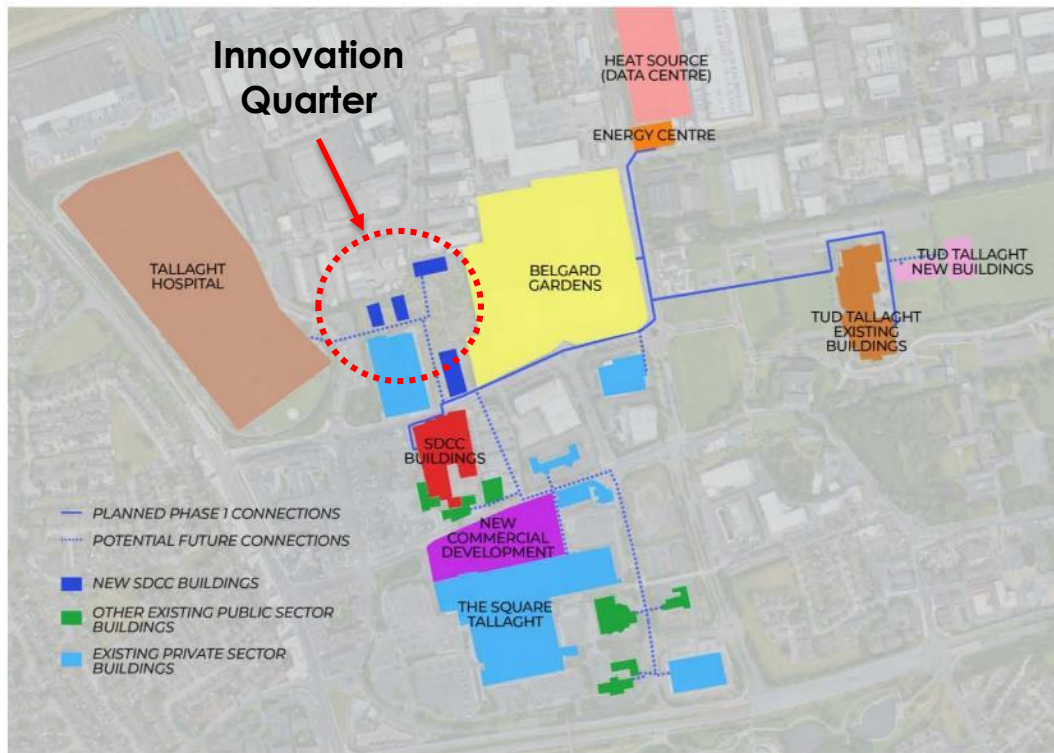 Innovation
Quarter
HEAT SOURCE
(DATA CENTRE)
ENERGY CENTRE
TALLAGHT
HOSPITAL
BELGARD
GARDENS
TUD TALLAGHT
NEW BUILDINGS
TUD TALLAGHT
EXISTING
BUILDINGS
SDCC
BUILDINGS
NEW
COMMERCIAL
DEVELOPMENT
THE SQUARE
TALLAGHT
PLANNED PHASE 1 CONNECTIONS
POTENTIAL FUTURE CONNECTIONS
NEW SDCC BUILDINGS
OTHER EXISTING PUBLIC SECTOR
BUILDINGS
EXISTING PRIVATE SECTOR
BUILDINGS